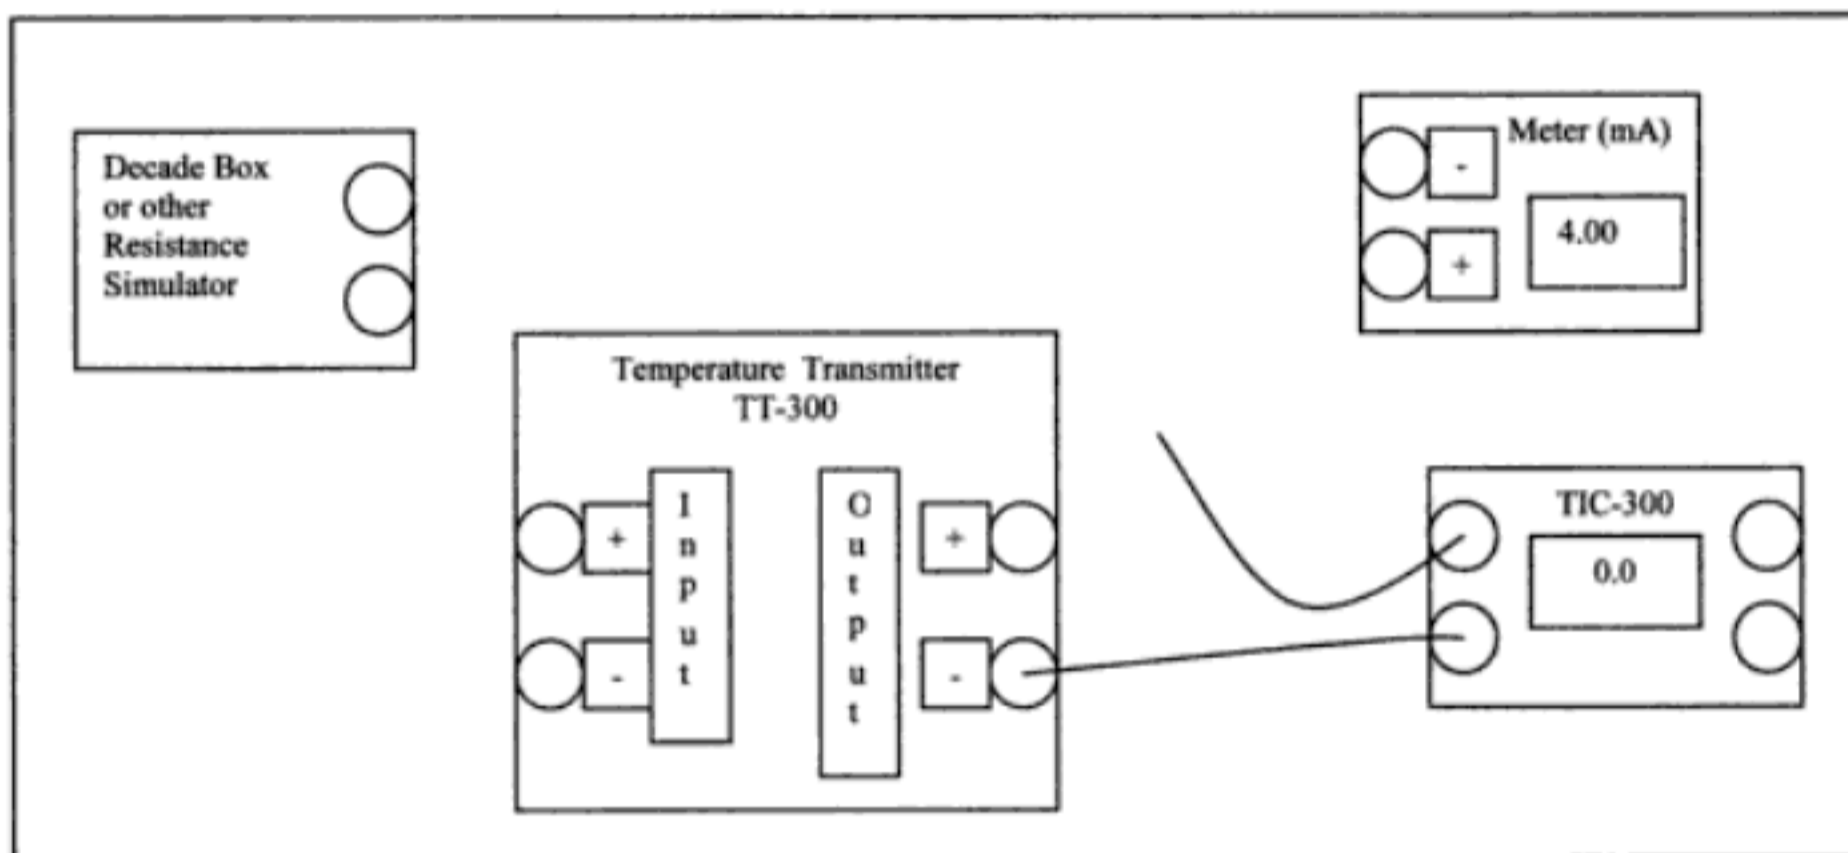 Decade Box
or other
Resistance
Simulator
-
Meter (mA)
+
4.00
Temperature Transmitter
TT-300
+
-
I
n
p
u
t
O
u
t
p
u
t
+
-
TIC-300
0.0